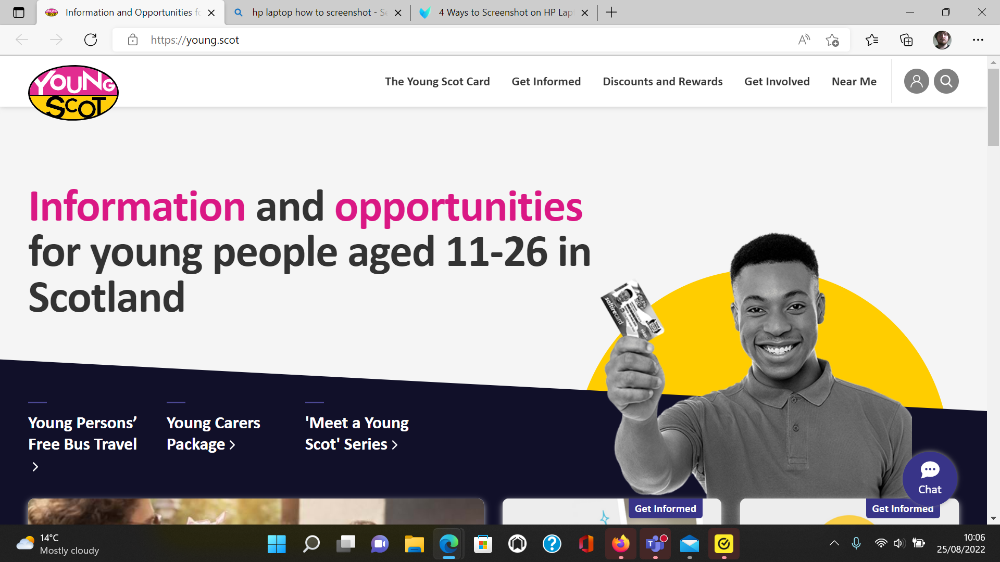 Information and Opportunities fo
hp laptop how to screenshot - Se
4 Ways to Screenshot on HP Lap
https://young.scot
YOUNG
SCOT
The Young Scot Card
Get Informed
Discounts and Rewards
Get Involved
Near Me
Information and opportunities
for young people aged 11-26 in
Scotland
saltirecard
Young Persons’
Free Bus Travel
Young Carers
Package
'Meet a Young
Scot' Series
Chat
Get Informed
Get Informed
14°C
Mostly cloudy
10:06
25/08/2022